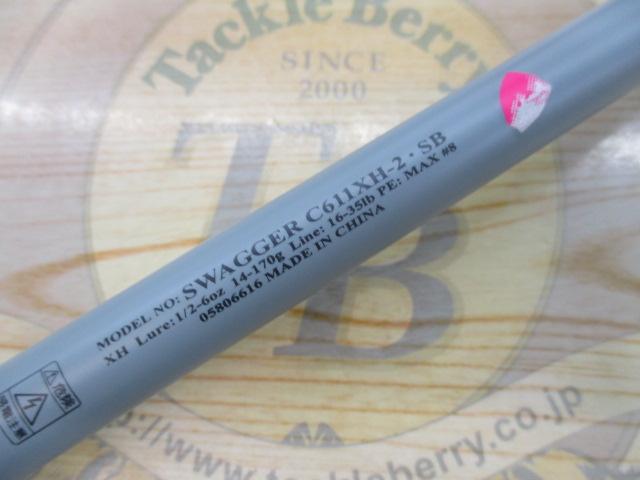 Tackle Berry
SINCE
2000
TB
MODEL NO: SWAGGER C611XH-2・SB
XH Lure: 1/2-6oz 14-170g Line: 16-35lb PE: MAX #8
05806616 MADE IN CHINA
危険
http://www.tackleberry.co.jp